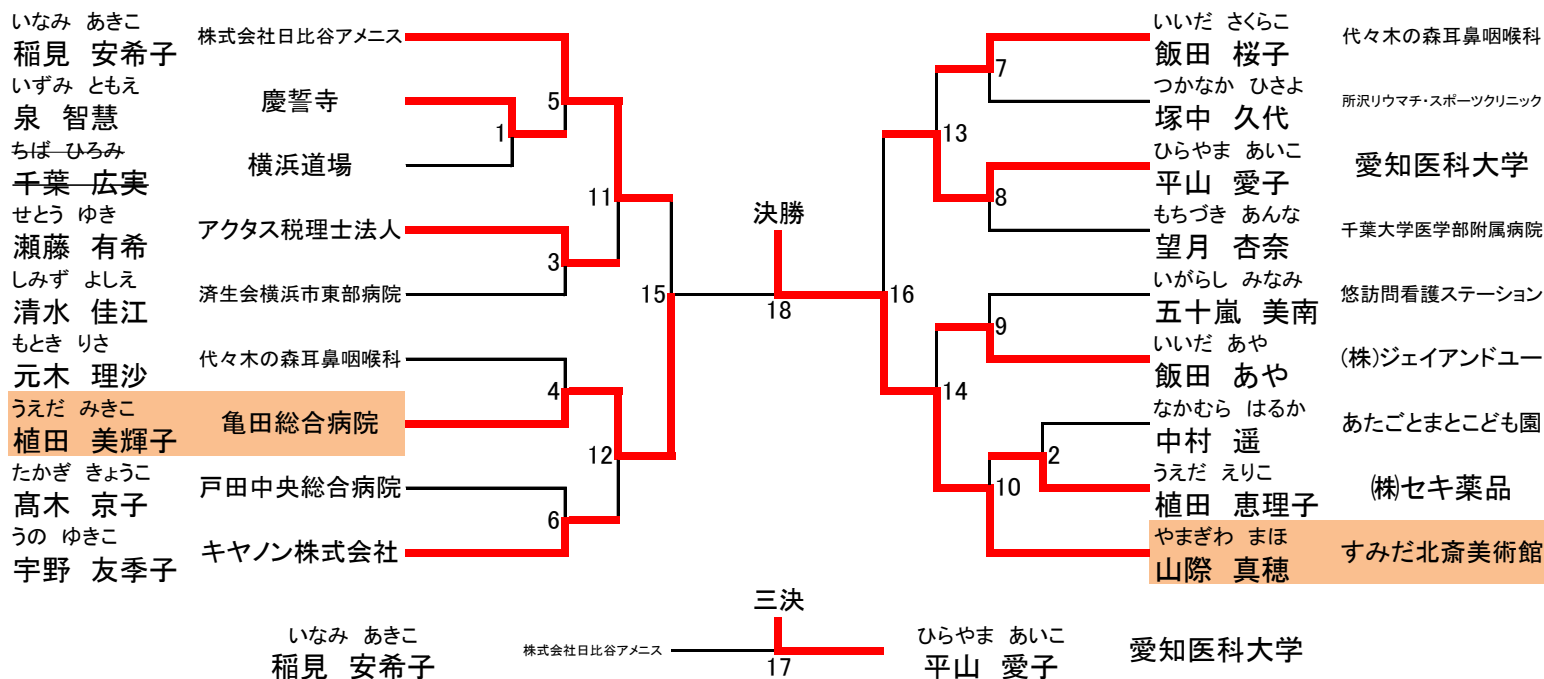 いなみ あきこ
稲見 安希子
株式会社日比谷アメニス
いずみ ともえ
泉 智慧
慶誓寺
ちば ひろみ
千葉 広実
横浜道場
せとう ゆき
瀬藤 有希
アクタス税理士法人
しみず よしえ
清水 佳江
済生会横浜市東部病院
もとき りさ
元木 理沙
代々木の森耳鼻咽喉科
うえだ みきこ
植田 美輝子
亀田総合病院
たかぎ きょうこ
髙木 京子
戸田中央総合病院
うの ゆきこ
宇野 友季子
キヤノン株式会社
1
5
3
4
6
11
12
15
決勝
18
16
13
14
7
8
9
2
10
いいだ さくらこ
飯田 桜子
代々木の森耳鼻咽喉科
つかなか ひさよ
塚中 久代
所沢リウマチ・スポーツクリニック
ひらやま あいこ
平山 愛子
愛知医科大学
もちづき あんな
望月 杏奈
千葉大学医学部附属病院
いがらし みなみ
五十嵐 美南
悠訪問看護ステーション
いいだ あや
飯田 あや
(株)ジェイアンドユー
なかむら はるか
中村 遥
あたごとまとこども園
うえだ えりこ
植田 恵理子
㈱セキ薬品
やまぎわ まほ
山際 真穂
すみだ北斎美術館
三決
いなみ あきこ
稲見 安希子
株式会社日比谷アメニス
17
ひらやま あいこ
平山 愛子
愛知医科大学